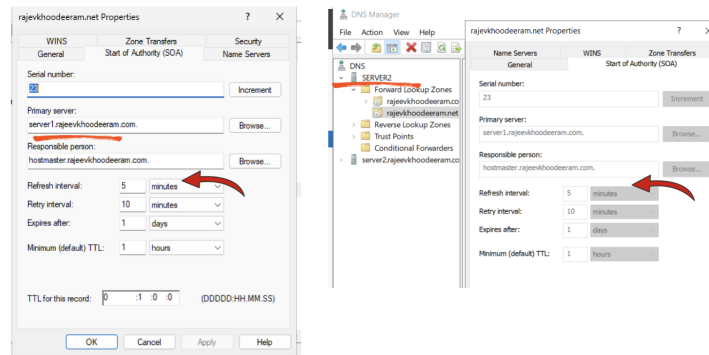 rajevkhoodeeram.net Properties ? ×
WINS Zone Transfers Security
General Start of Authority (SOA) Name Servers
Serial number:
23 Increment
Primary server:
server1.rajeevkhoodeeram.com. Browse...
Responsible person:
hostmaster.rajeevkhoodeeram.com. Browse...
Refresh interval: 5 minutes
Retry interval: 10 minutes
Expires after: 1 days
Minimum (default) TTL: 1 hours
TTL for this record: 0 :1 :0 :0 (DDDDD:HH.MM.SS)
OK Cancel Apply Help
DNS Manager
File Action View Help
DNS
SERVER2
Forward Lookup Zones
rajeevkhoodeeram.co
rajevkhoodeeram.net
Reverse Lookup Zones
Trust Points
Conditional Forwarders
server2.rajeevkhoodeeram.co
rajevkhoodeeram.net Properties ?
Name Servers WINS Zone Transfers
General Start of Authority (SOA)
Serial number:
23 Increment
Primary server:
server1.rajeevkhoodeeram.com. Browse...
Responsible person:
hostmaster.rajeevkhoodeeram.com. Browse...
Refresh interval: 5 minutes
Retry interval: 10 minutes
Expires after: 1 days
Minimum (default) TTL: 1 hours